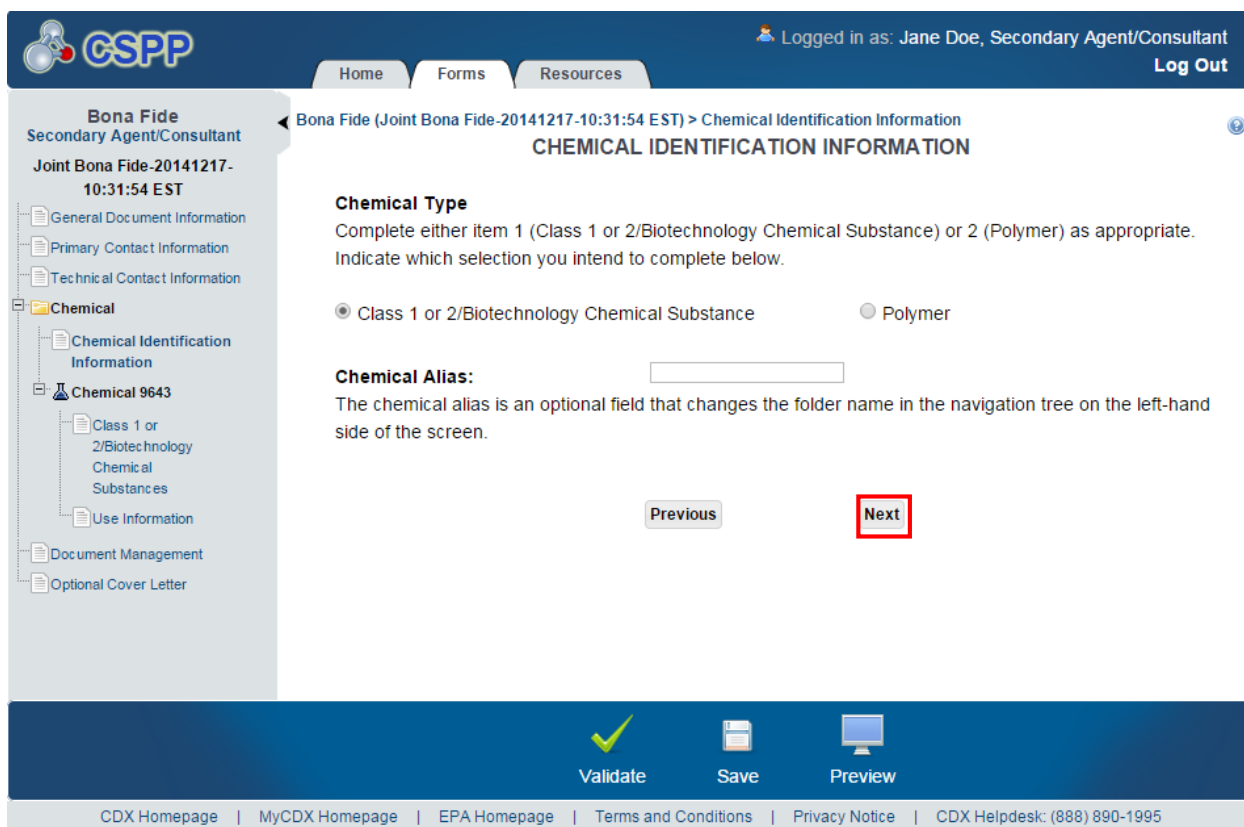 CSPP
Logged in as: Jane Doe, Secondary Agent/Consultant
Log Out
Home Forms Resources
Bona Fide
Secondary Agent/Consultant
Joint Bona Fide-20141217-
10:31:54 EST
General Document Information
Primary Contact Information
Technical Contact Information
Chemical
Chemical Identification
Information
Chemical 9643
Class 1 or
2/Biotechnology
Chemical
Substances
Use Information
Document Management
Optional Cover Letter
Bona Fide (Joint Bona Fide-20141217-10:31:54 EST) > Chemical Identification Information
CHEMICAL IDENTIFICATION INFORMATION
Chemical Type
Complete either item 1 (Class 1 or 2/Biotechnology Chemical Substance) or 2 (Polymer) as appropriate.
Indicate which selection you intend to complete below.
Class 1 or 2/Biotechnology Chemical Substance Polymer
Chemical Alias:
The chemical alias is an optional field that changes the folder name in the navigation tree on the left-hand
side of the screen.
Previous Next
Validate Save Preview
CDX Homepage | MyCDX Homepage | EPA Homepage | Terms and Conditions | Privacy Notice | CDX Helpdesk: (888) 890-1995